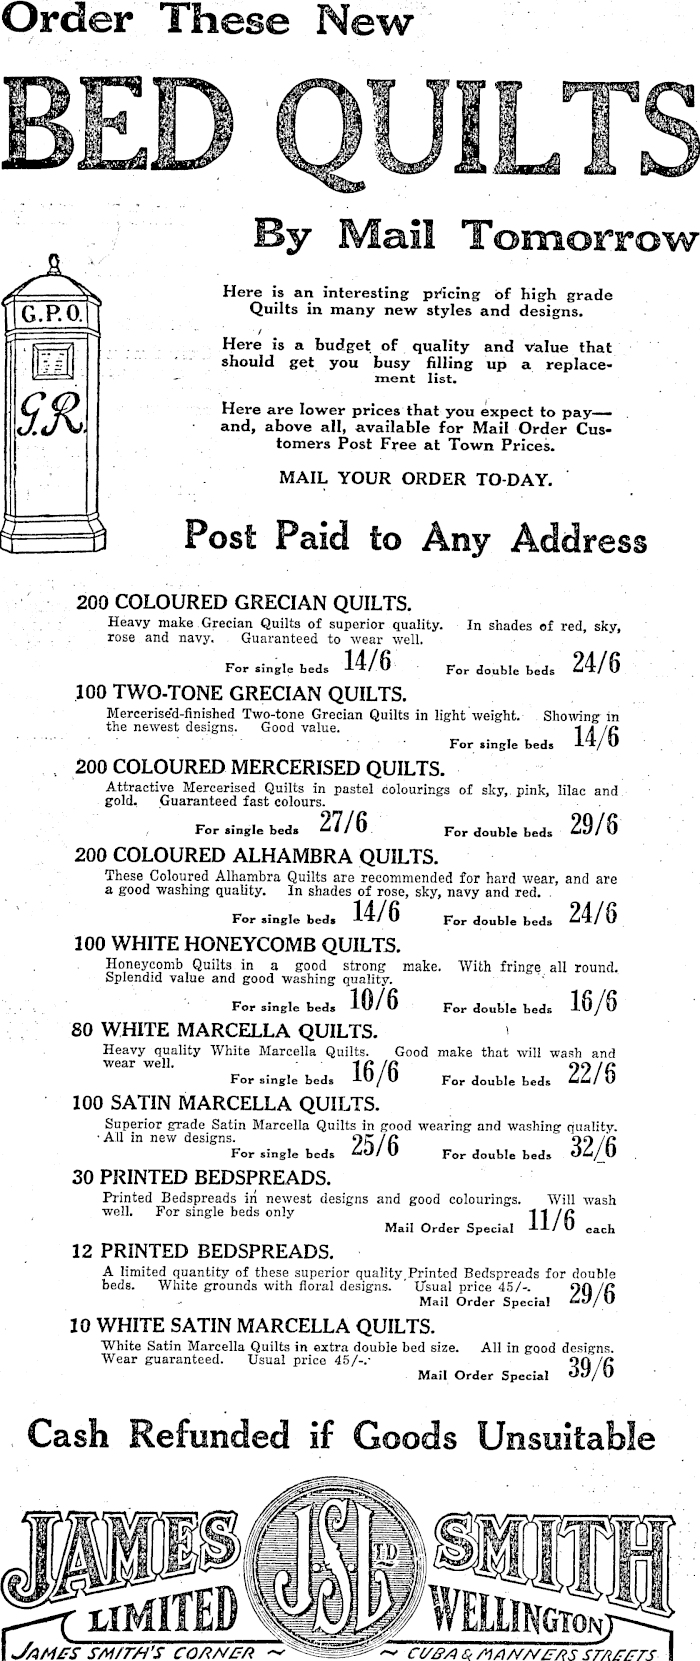 Order These New
BED QUILTS
By Mail Tomorrow
G.P.O.
G.R.
Here is an interesting pricing of high grade
Quilts in many new styles and designs.
Here is a budget of quality and value that
should get you busy filling up a replace-
ment list.
Here are lower prices that you expect to pay—
and, above all, available for Mail Order Cus-
tomers Post Free at Town Prices.
MAIL YOUR ORDER TO-DAY.
Post Paid to Any Address
200 COLOURED GRECIAN QUILTS.
Heavy make Grecian Quilts of superior quality. In shades of red, sky,
rose and navy. Guaranteed to wear well.
For single beds 14/6 For double beds 24/6
100 TWO-TONE GRECIAN QUILTS.
Mercerised-finished Two-tone Grecian Quilts in light weight. Showing in
the newest designs. Good value.
For single beds 14/6
200 COLOURED MERCERISED QUILTS.
Attractive Mercerised Quilts in pastel colourings of sky, pink, lilac and
gold. Guaranteed fast colours.
For single beds 27/6 For double beds 29/6
200 COLOURED ALHAMBRA QUILTS.
These Coloured Alhambra Quilts are recommended for hard wear, and are
a good washing quality. In shades of rose, sky, navy and red.
For single beds 14/6 For double beds 24/6
100 WHITE HONEYCOMB QUILTS.
Honeycomb Quilts in a good strong make. With fringe all round.
Splendid value and good washing quality.
For single beds 10/6 For double beds 16/6
80 WHITE MARCELLA QUILTS.
Heavy quality White Marcella Quilts. Good make that will wash and
wear well.
For single beds 16/6 For double beds 22/6
100 SATIN MARCELLA QUILTS.
Superior grade Satin Marcella Quilts in good wearing and washing quality.
All in new designs.
For single beds 25/6 For double beds 32/6
30 PRINTED BEDSPREADS.
Printed Bedspreads in newest designs and good colourings. Will wash
well. For single beds only
Mail Order Special 11/6 each
12 PRINTED BEDSPREADS.
A limited quantity of these superior quality Printed Bedspreads for double
beds. White grounds with floral designs. Usual price 45/-.
Mail Order Special 29/6
10 WHITE SATIN MARCELLA QUILTS.
White Satin Marcella Quilts in extra double bed size. All in good designs.
Wear guaranteed. Usual price 45/-.
Mail Order Special 39/6
Cash Refunded if Goods Unsuitable
JAMES SMITH
J.S.L TD
LIMITED WELLINGTON
JAMES SMITH'S CORNER ~ ~ CUBA & MANNERS STREETS